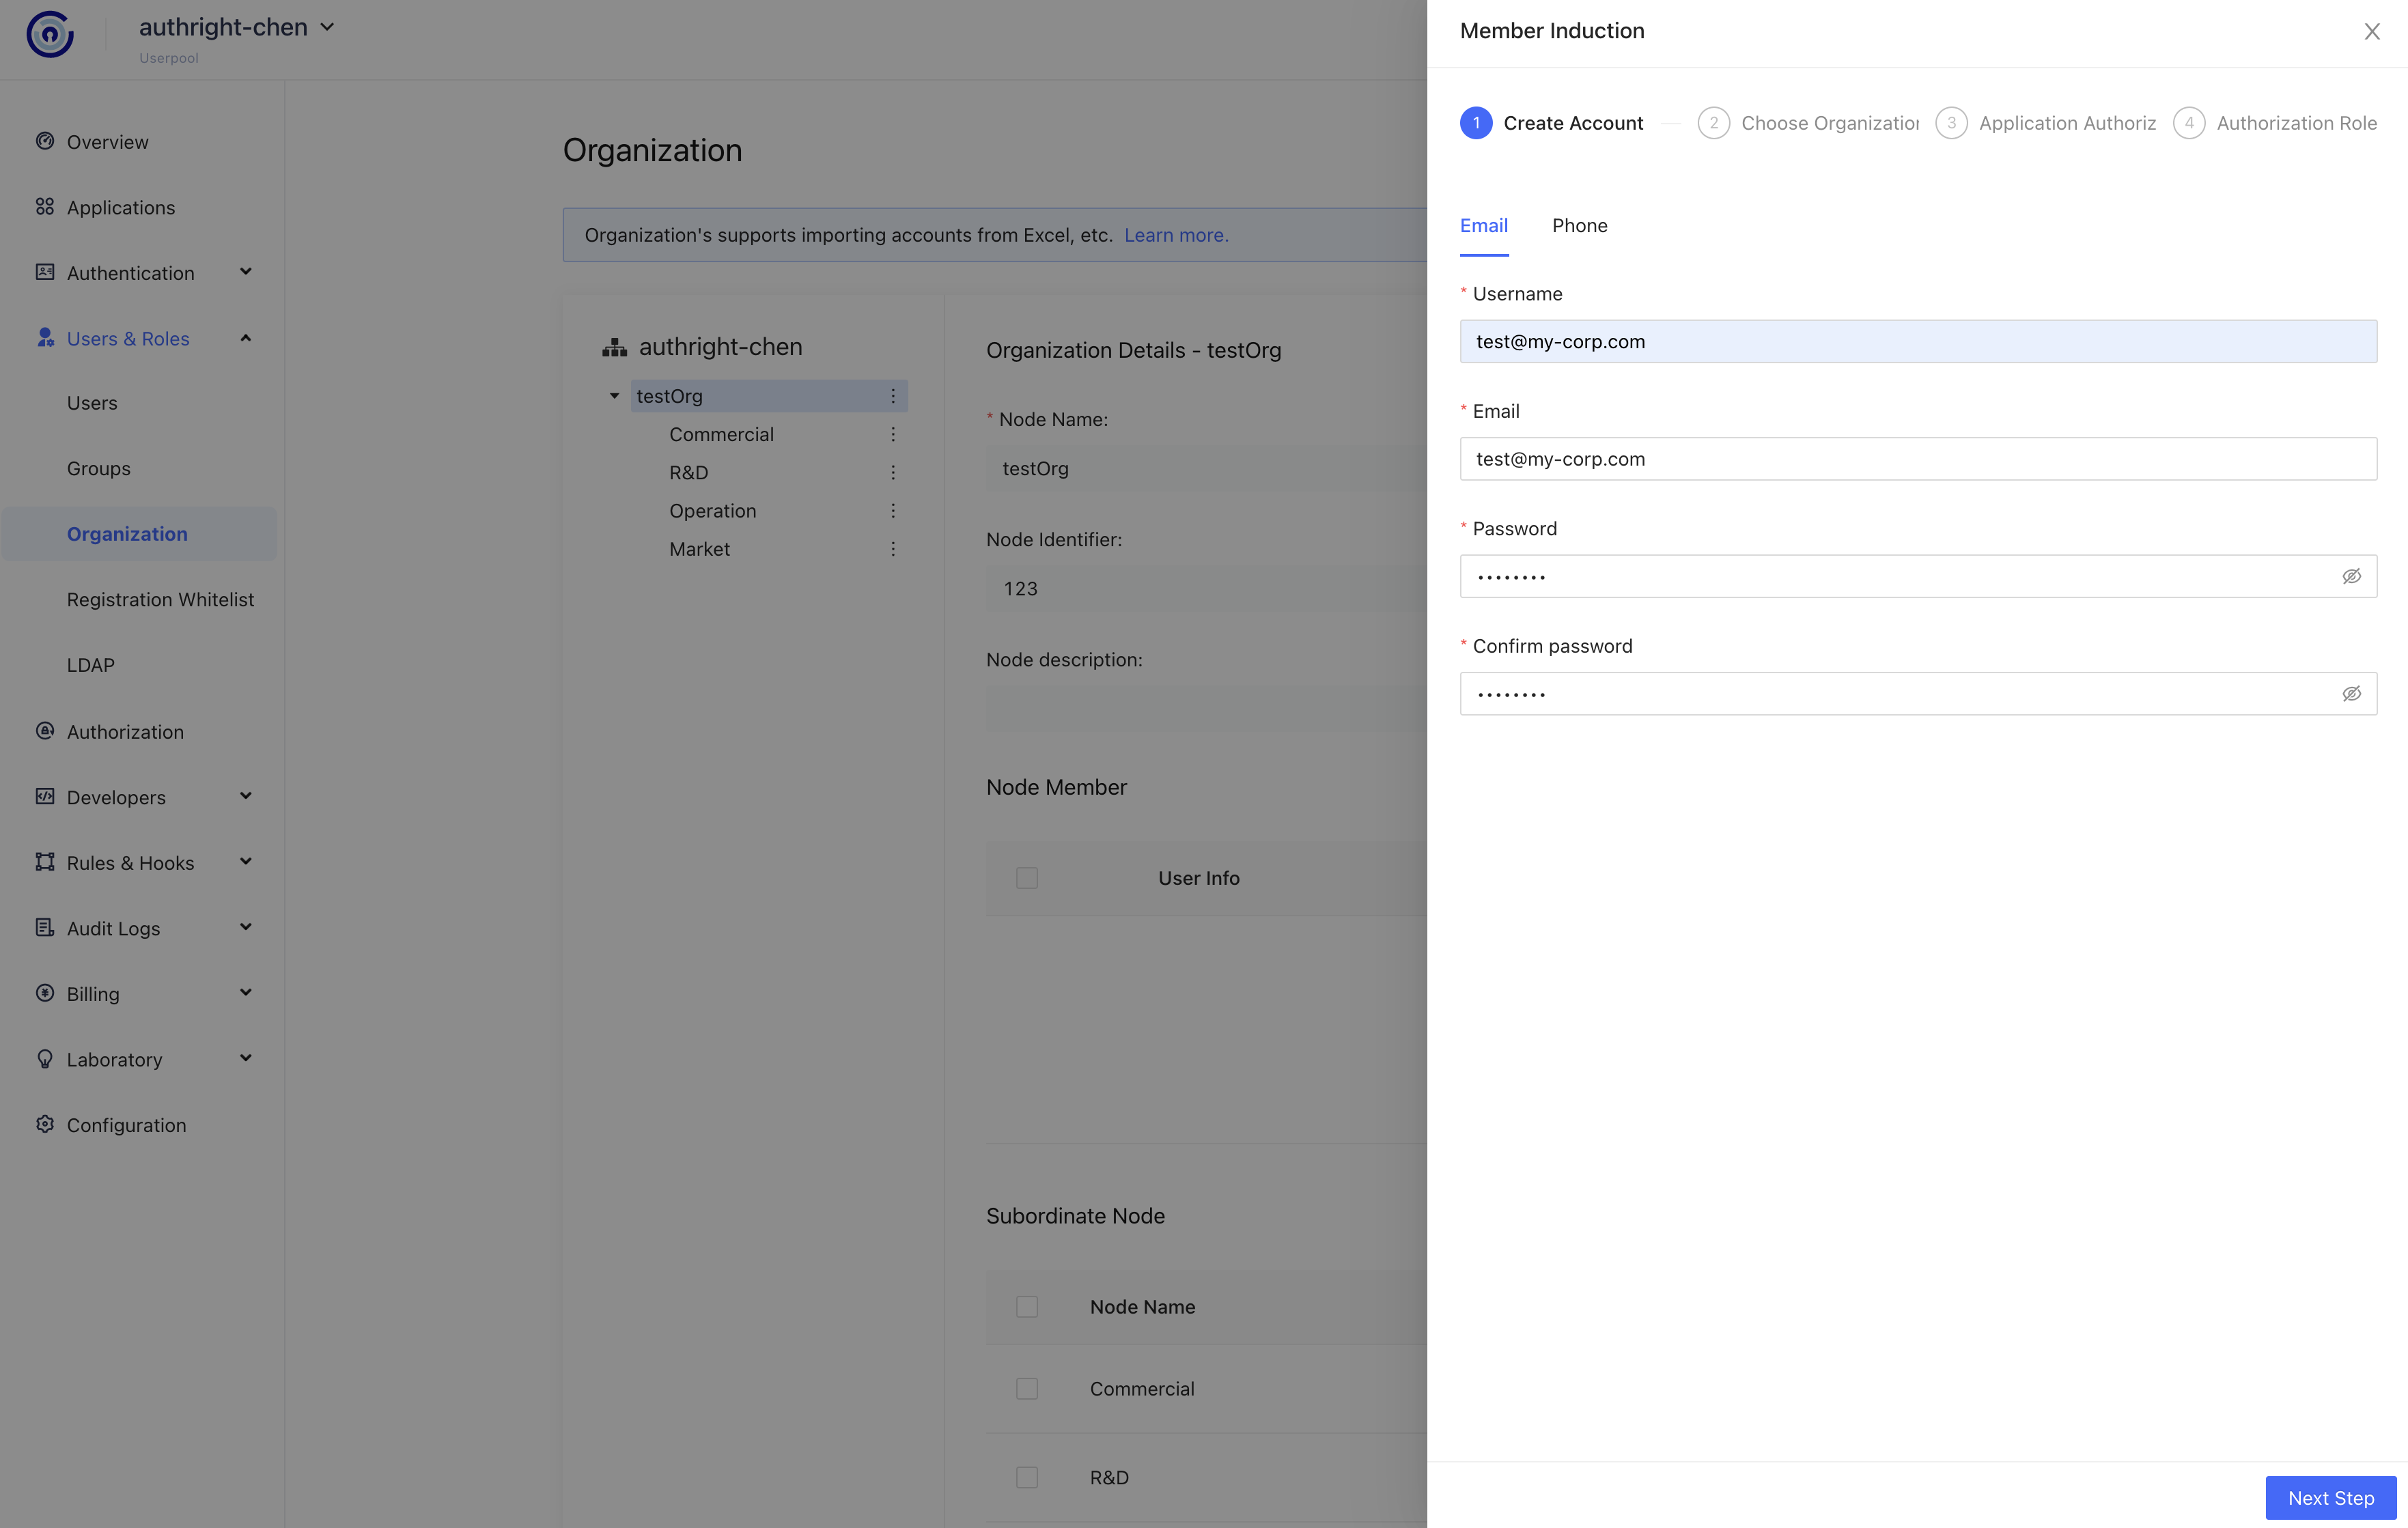 authright-chen
Userpool
Overview
Applications
Authentication
Users & Roles
Users
Groups
Organization
Registration Whitelist
LDAP
Authorization
Developers
Rules & Hooks
Audit Logs
Billing
Laboratory
Configuration
Organization
Organization's supports importing accounts from Excel, etc. Learn more.
authright-chen
testOrg
Commercial
R&D
Operation
Market
Organization Details - testOrg
* Node Name:
testOrg
Node Identifier:
123
Node description:
Node Member
User Info
Subordinate Node
Node Name
Commercial
R&D
Member Induction
1 Create Account
2 Choose Organization
3 Application Authoriz
4 Authorization Role
Email Phone
* Username
test@my-corp.com
* Email
test@my-corp.com
* Password
••••••••
* Confirm password
••••••••
Next Step